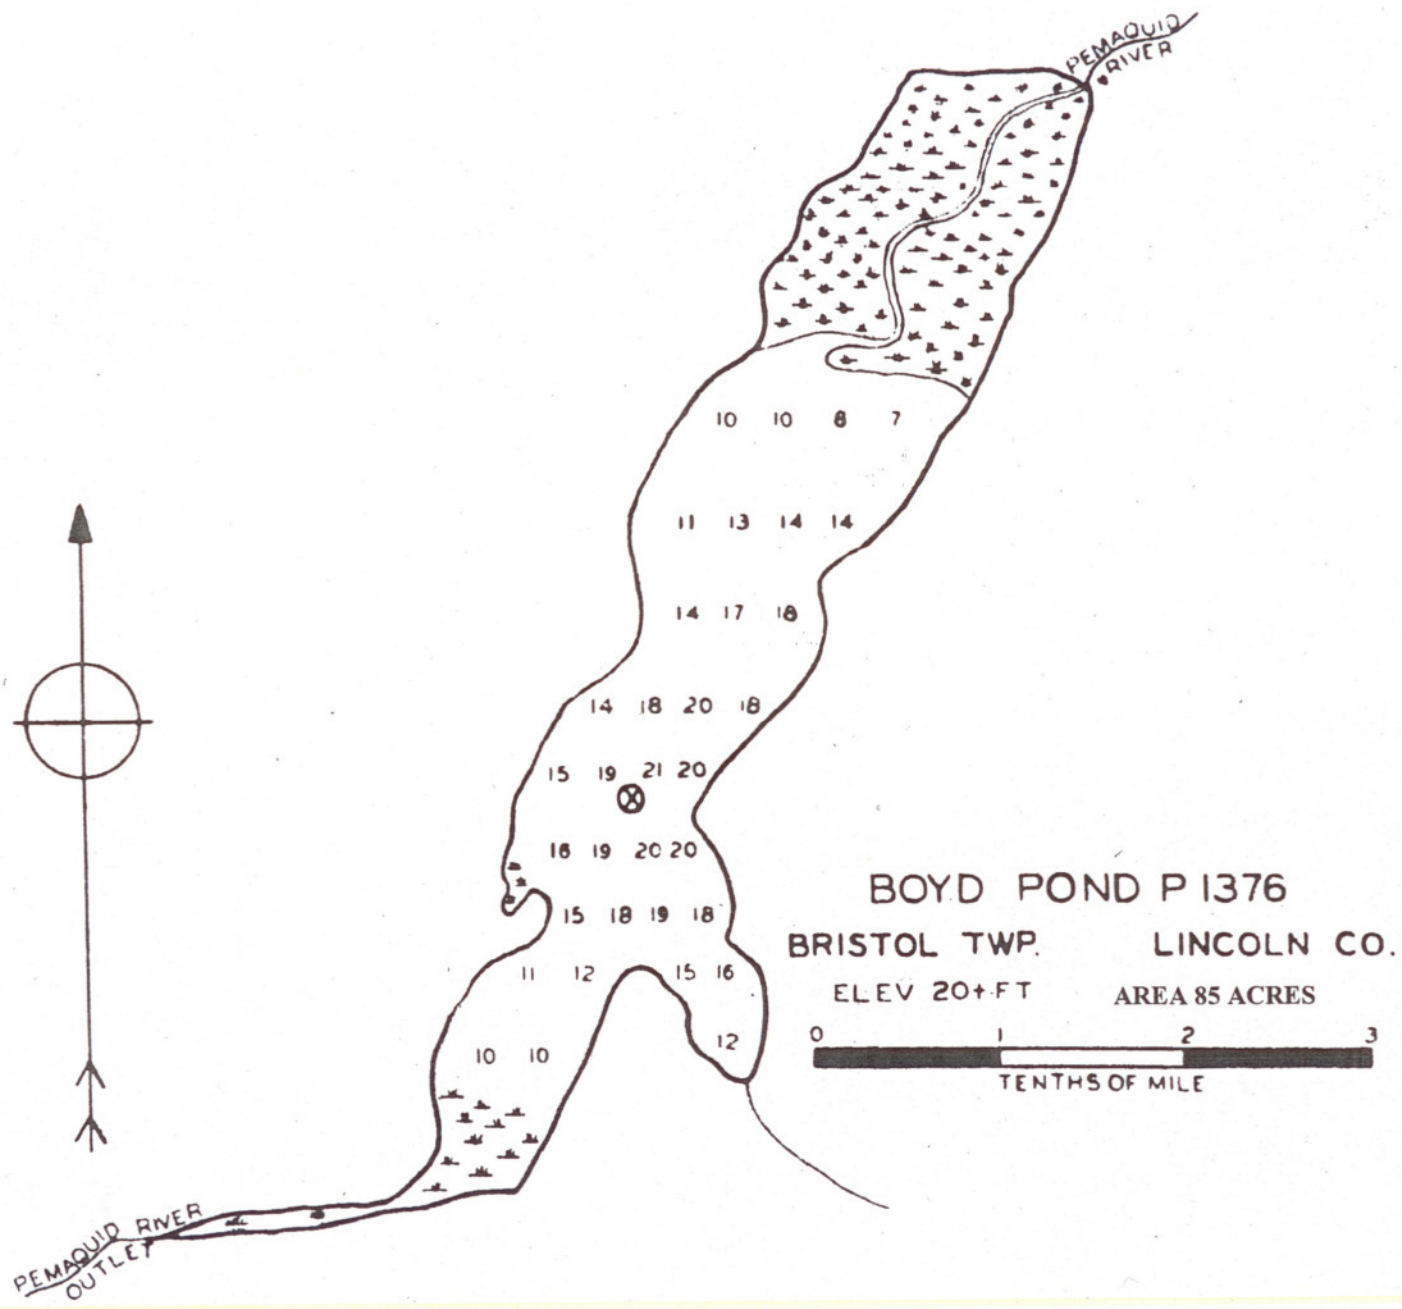 PEMAQUID
RIVER
10 10 8 7
11 13 14 14
14 17 18
14 18 20 18
15 19 21 20
16 19 20 20
15 18 19 18
11 12 15 16
12
10 10
BOYD POND P 1376
BRISTOL TWP. LINCOLN CO.
ELEV 20+ FT AREA 85 ACRES
0 1 2 3
TENTHS OF MILE
PEMAQUID RIVER
OUTLET